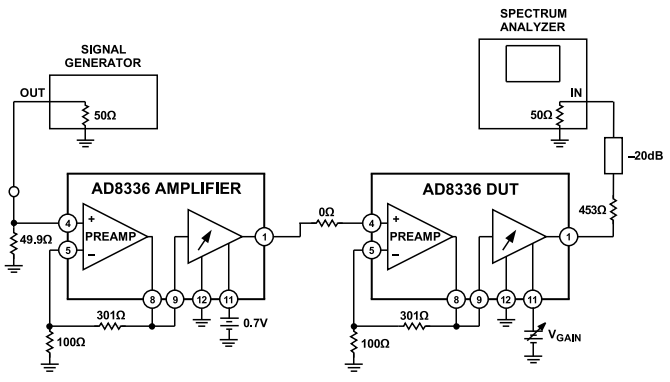 SIGNAL
GENERATOR
OUT
50Ω
SPECTRUM
ANALYZER
IN
50Ω
–20dB
453Ω
AD8336 AMPLIFIER
4
+
PREAMP
5
–
1
49.9Ω
8
9
12
11
301Ω
100Ω
0.7V
0Ω
AD8336 DUT
4
+
PREAMP
5
–
1
8
9
12
11
301Ω
100Ω
VGAIN